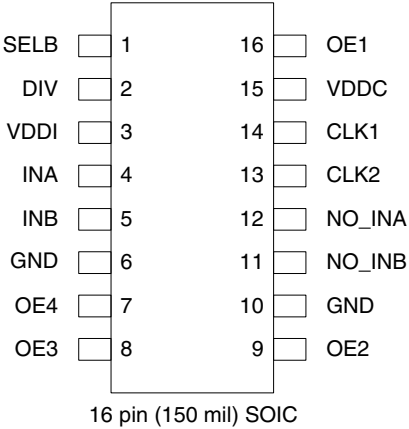 SELB 1 16 OE1
DIV 2 15 VDDC
VDDI 3 14 CLK1
INA 4 13 CLK2
INB 5 12 NO_INA
GND 6 11 NO_INB
OE4 7 10 GND
OE3 8 9 OE2
16 pin (150 mil) SOIC